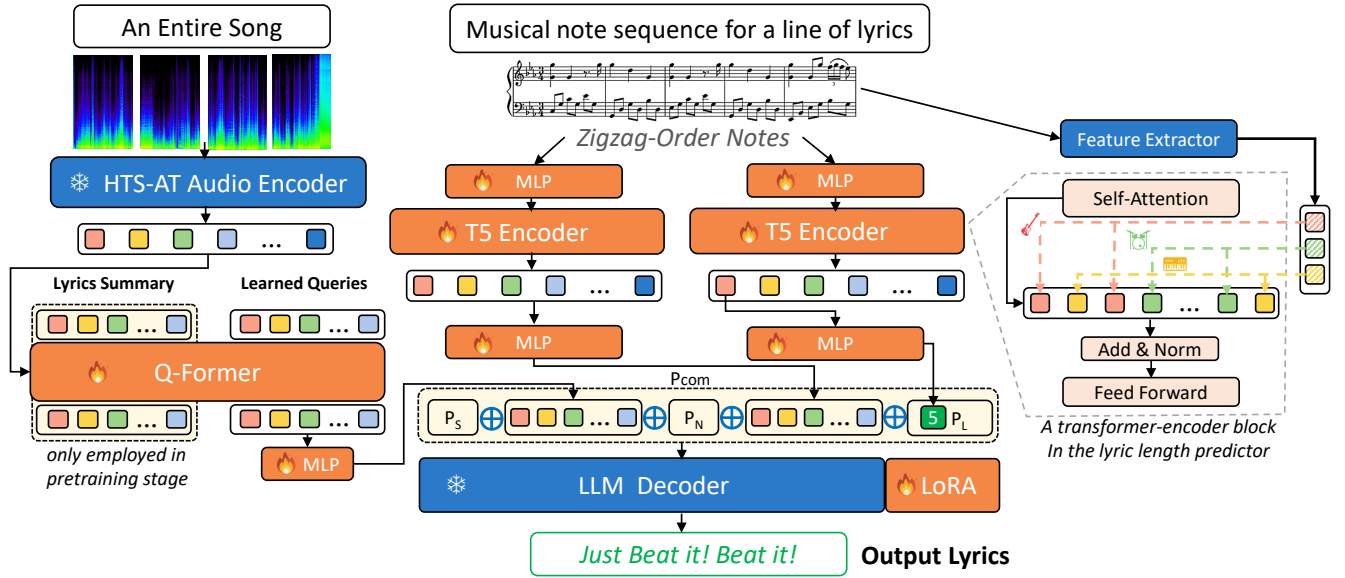 An Entire Song
Musical note sequence for a line of lyrics
Zigzag-Order Notes
3
HTS-AT Audio Encoder
...
Lyrics Summary
Learned Queries
...
...
Q-Former
...
...
only employed in
pretraining stage
MLP
MLP
MLP
T5 Encoder
T5 Encoder
...
...
MLP
MLP
Pcom
PS
...
PN
...
5
PL
LLM Decoder
LoRA
Just Beat it! Beat it!
Output Lyrics
Feature Extractor
Self-Attention
...
Add & Norm
Feed Forward
A transformer-encoder block
In the lyric length predictor